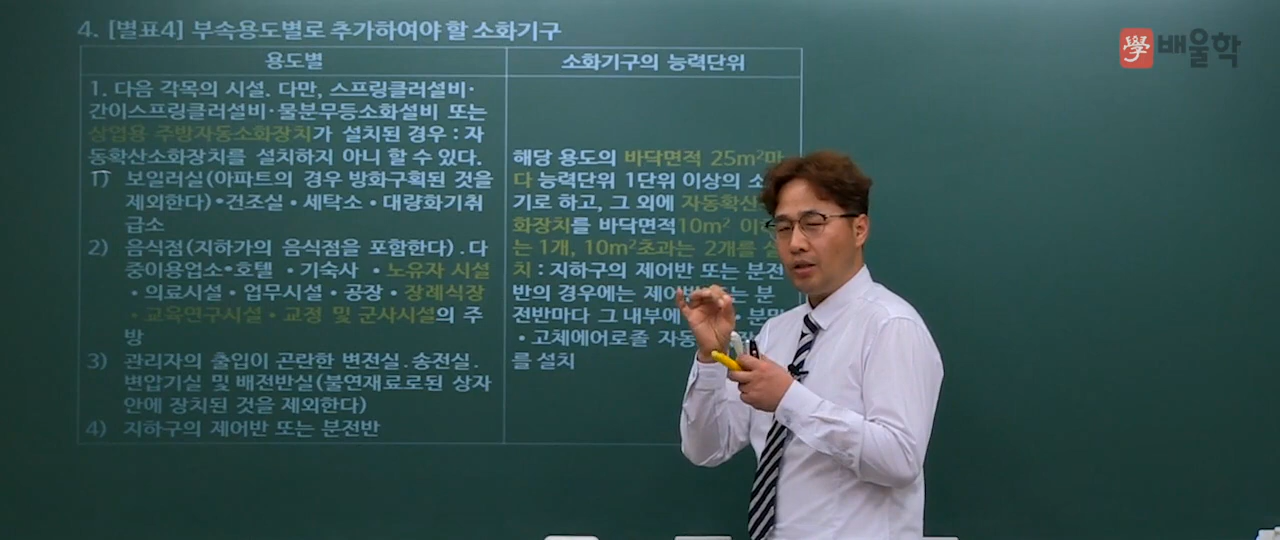 4. [별표4] 부속용도별로 추가하여야 할 소화기구
學 배울학
용도별
소화기구의 능력단위
1. 다음 각목의 시설. 다만, 스프링클러설비·
간이스프링클러설비·물분무등소화설비 또는
상업용 주방자동소화장치가 설치된 경우 : 자
동확산소화장치를 설치하지 아니 할 수 있다.
1) 보일러실(아파트의 경우 방화구획된 것을
제외한다)•건조실•세탁소•대량화기취
급소
2) 음식점(지하가의 음식점을 포함한다). 다
중이용업소•호텔 •기숙사 •노유자 시설
•의료시설•업무시설•공장•장례식장
•교육연구시설•교정 및 군사시설의 주
방
3) 관리자의 출입이 곤란한 변전실. 송전실.
변압기실 및 배전반실(불연재료로된 상자
안에 장치된 것을 제외한다)
4) 지하구의 제어반 또는 분전반
해당 용도의 바닥면적 25m²마
다 능력단위 1단위 이상의 소
기로 하고, 그 외에 자동확산
화장치를 바닥면적10m²
는 1개, 10m²초과는 2개를
치 : 지하구의 제어반 또는 분전
반의 경우에는 분
전반마다 그 내부에
•고체에어로졸
를 설치